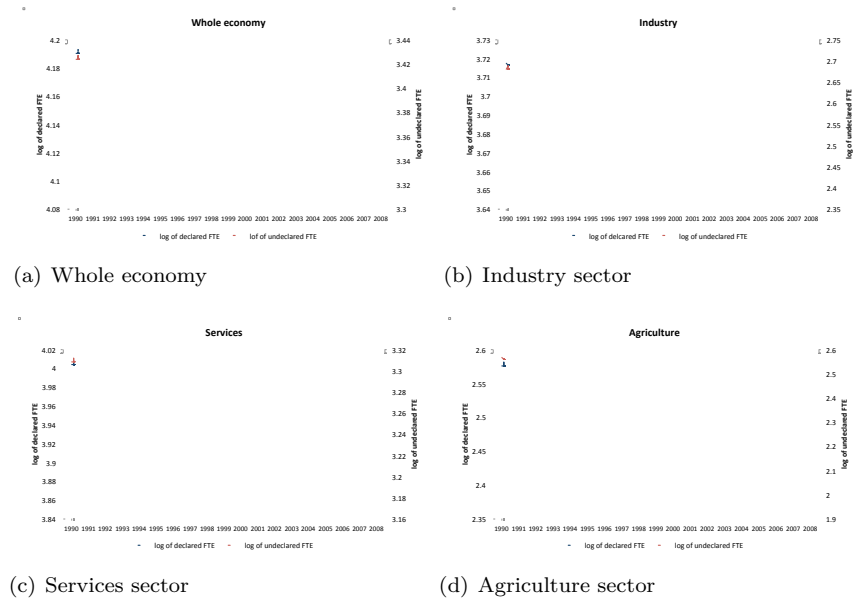 Whole economy
4.2
4.18
4.16
4.14
4.12
4.1
4.08
log of declared FTE
3.44
3.42
3.4
3.38
3.36
3.34
3.32
3.3
log of undeclared FTE
1990 1991 1992 1993 1994 1995 1996 1997 1998 1999 2000 2001 2002 2003 2004 2005 2006 2007 2008
log of declared FTE lof of undeclared FTE
(a) Whole economy
Industry
3.73
3.72
3.71
3.7
3.69
3.68
3.67
3.66
3.65
3.64
log of declared FTE
2.75
2.7
2.65
2.6
2.55
2.5
2.45
2.4
2.35
log of undeclared FTE
1990 1991 1992 1993 1994 1995 1996 1997 1998 1999 2000 2001 2002 2003 2004 2005 2006 2007 2008
log of delcared FTE log of undeclared FTE
(b) Industry sector
Services
4.02
4
3.98
3.96
3.94
3.92
3.9
3.88
3.86
3.84
log of declared FTE
3.32
3.3
3.28
3.26
3.24
3.22
3.2
3.18
3.16
log of undeclared FTE
1990 1991 1992 1993 1994 1995 1996 1997 1998 1999 2000 2001 2002 2003 2004 2005 2006 2007 2008
log of declared FTE log of undeclared FTE
(c) Services sector
Agriculture
2.6
2.55
2.5
2.45
2.4
2.35
log of declared FTE
2.6
2.5
2.4
2.3
2.2
2.1
2
1.9
log of undeclared FTE
1990 1991 1992 1993 1994 1995 1996 1997 1998 1999 2000 2001 2002 2003 2004 2005 2006 2007 2008
log of declared FTE log of undeclared FTE
(d) Agriculture sector